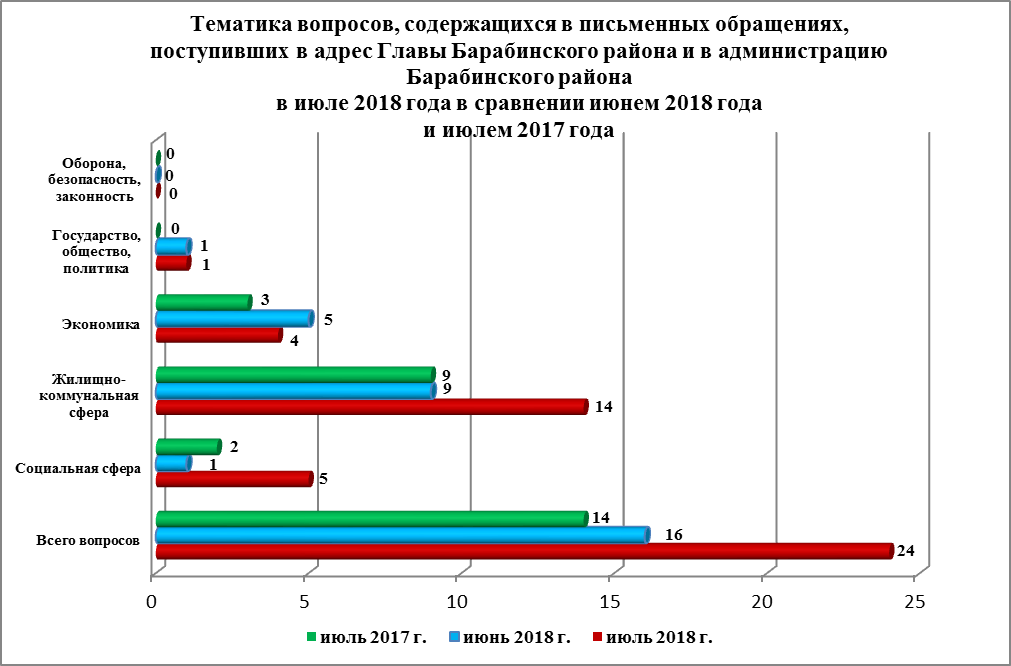 Тематика вопросов, содержащихся в письменных обращениях,
поступивших в адрес Главы Барабинского района и в администрацию
Барабинского района
в июле 2018 года в сравнении июнем 2018 года
и июлем 2017 года
Оборона,
безопасность,
законность
0
0
0
Государство,
общество,
политика
0
1
1
Экономика
3
5
4
Жилищно-
коммунальная
сфера
9
9
14
Социальная сфера
2
1
5
Всего вопросов
14
16
24
0 5 10 15 20 25
июль 2017 г. июнь 2018 г. июль 2018 г.